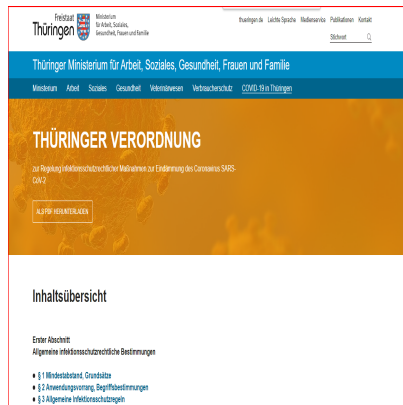 Freistaat
Thüringen
Ministerium
für Arbeit, Soziales,
Gesundheit, Frauen und Familie
thueringen.de Leichte Sprache Medienservice Publikationen Kontakt
Stichwort
Thüringer Ministerium für Arbeit, Soziales, Gesundheit, Frauen und Familie
Ministerium Arbeit Soziales Gesundheit Veterinärwesen Verbraucherschutz COVID-19 in Thüringen
THÜRINGER VERORDNUNG
zur Regelung infektionsschutzrechtlicher Maßnahmen zur Eindämmung des Coronavirus SARS-
CoV-2
ALS PDF HERUNTERLADEN
Inhaltsübersicht
Erster Abschnitt
Allgemeine infektionsschutzrechtliche Bestimmungen
• § 1 Mindestabstand, Grundsätze
• § 2 Anwendungsvorrang, Begriffsbestimmungen
• § 3 Allgemeine Infektionsschutzregeln